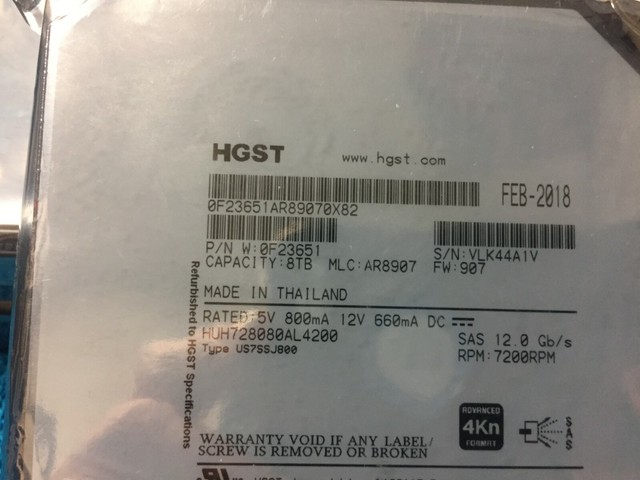 HGST www.hgst.com
FEB-2018
0F23651AR89070X82
P/N W:0F23651 S/N:VLK44A1V
CAPACITY:8TB MLC:AR8907 FW:907
MADE IN THAILAND
RATED:5V 800mA 12V 660mA DC
HUH728080AL4200 SAS 12.0 Gb/s
Type US7SSJ800 RPM:7200RPM
Refurbished to HGST Specifications
ADVANCED
4Kn
FORMAT
SAS
WARRANTY VOID IF ANY LABEL/
SCREW IS REMOVED OR BROKEN